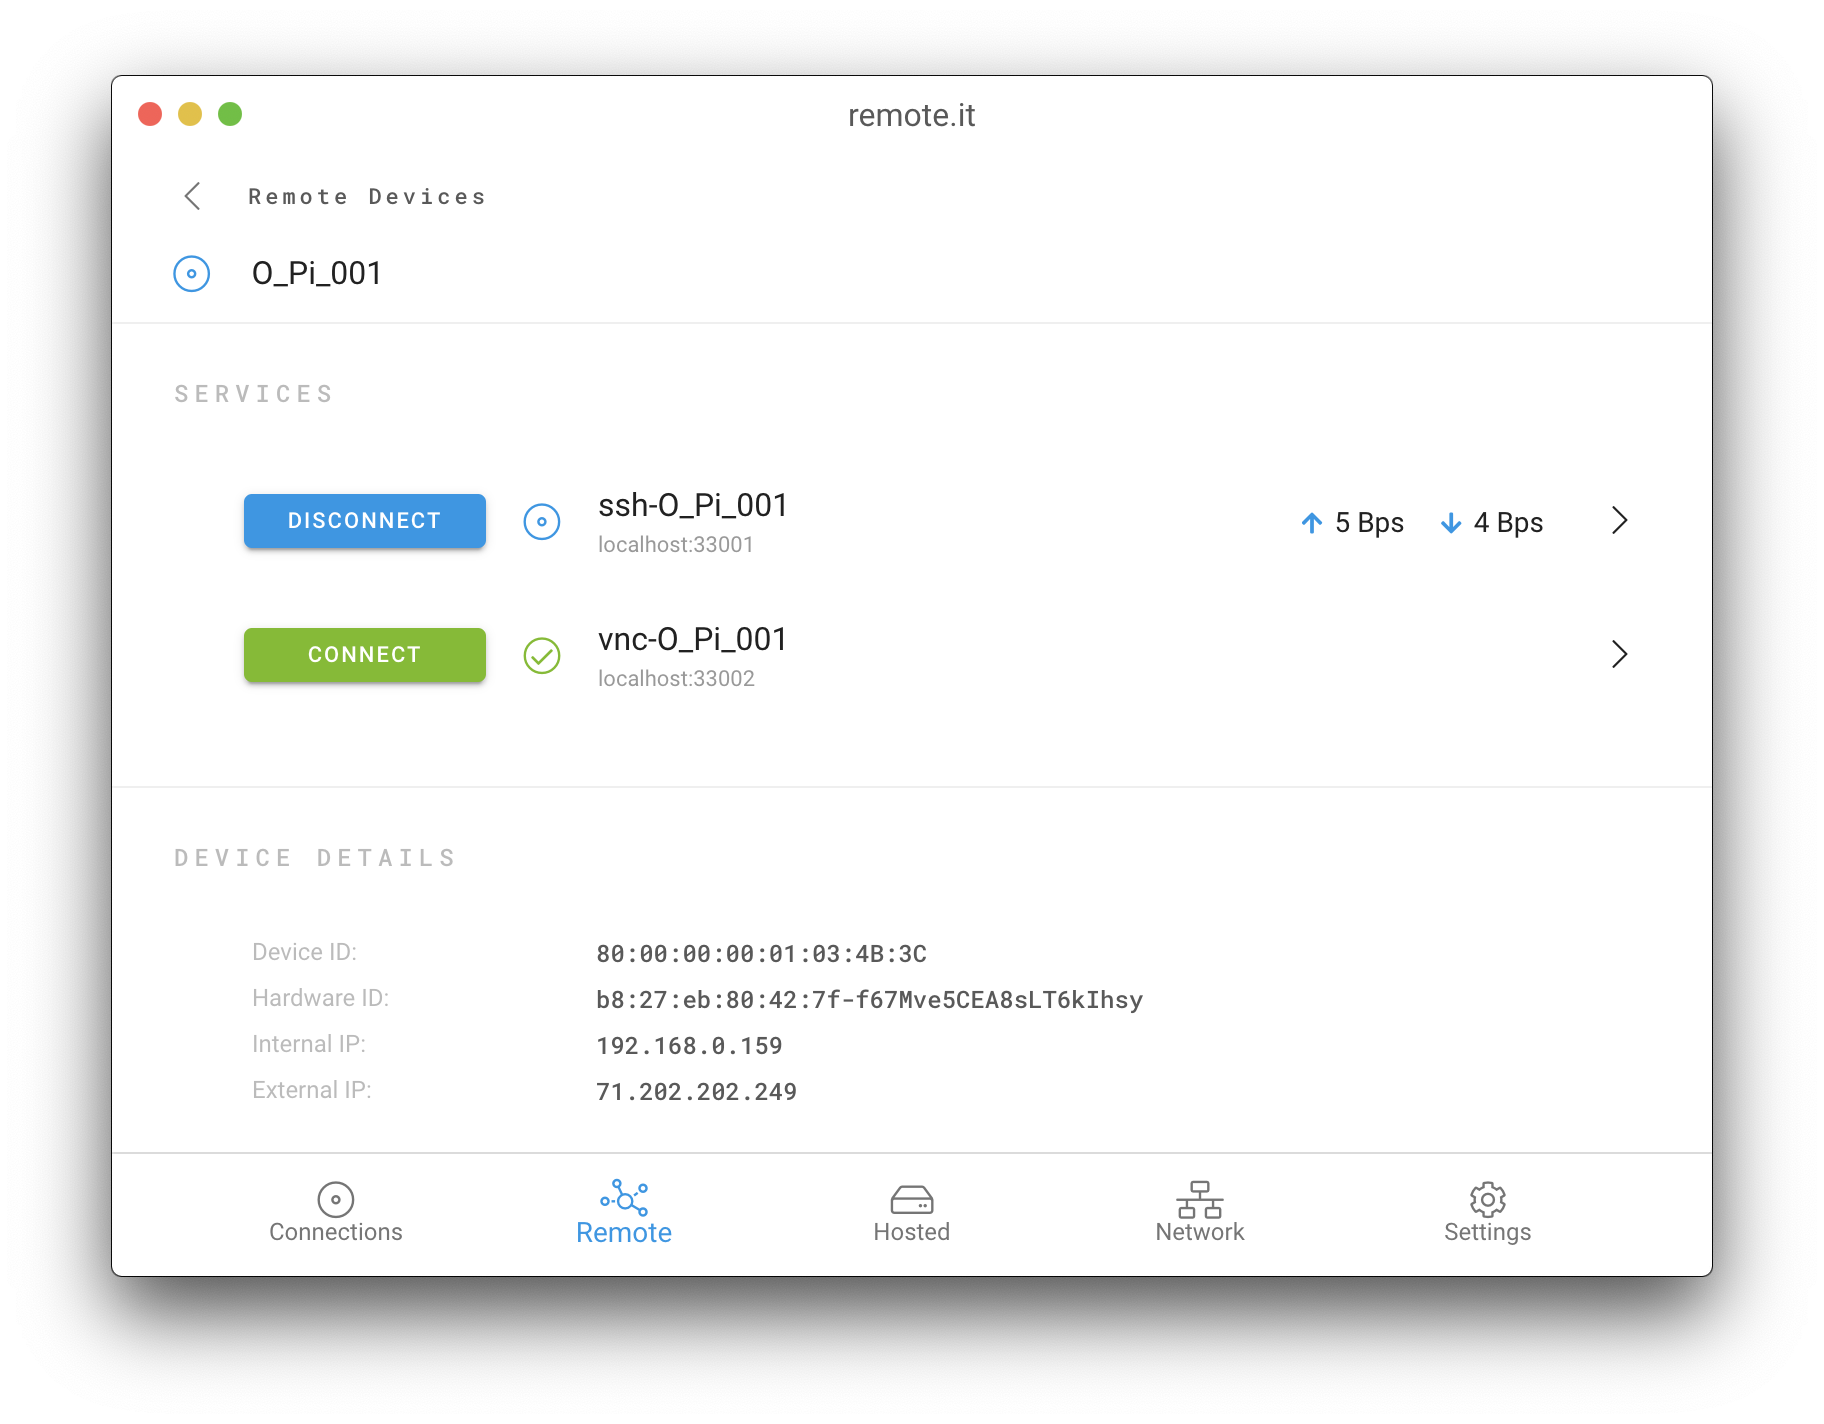 remote.it
Remote Devices
O_Pi_001
SERVICES
DISCONNECT
ssh-O_Pi_001
localhost:33001
5 Bps
4 Bps
CONNECT
vnc-O_Pi_001
localhost:33002
DEVICE DETAILS
Device ID: 80:00:00:00:01:03:4B:3C
Hardware ID: b8:27:eb:80:42:7f-f67Mve5CEA8sLT6kIhsy
Internal IP: 192.168.0.159
External IP: 71.202.202.249
Connections
Remote
Hosted
Network
Settings